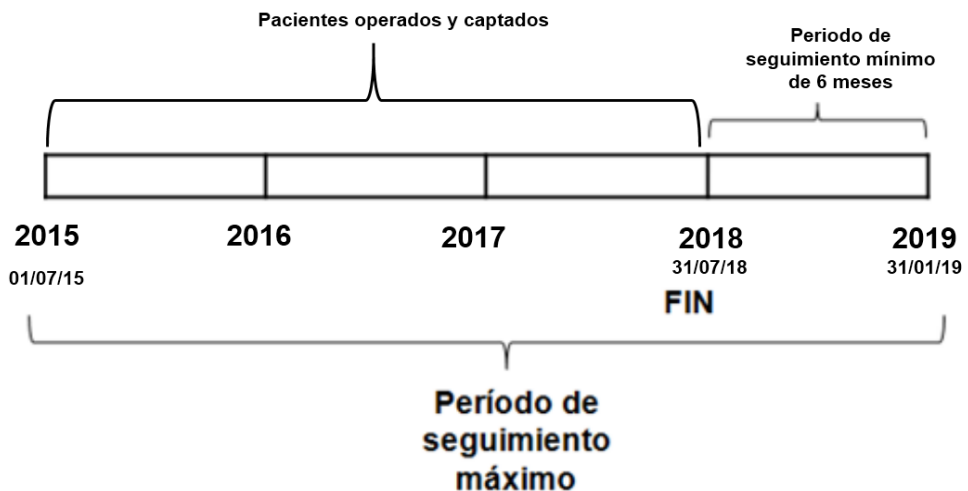 Pacientes operados y captados
Periodo de
seguimiento mínimo
de 6 meses
2015
2016
2017
2018
2019
01/07/15
31/07/18
31/01/19
FIN
Período de
seguimiento
máximo